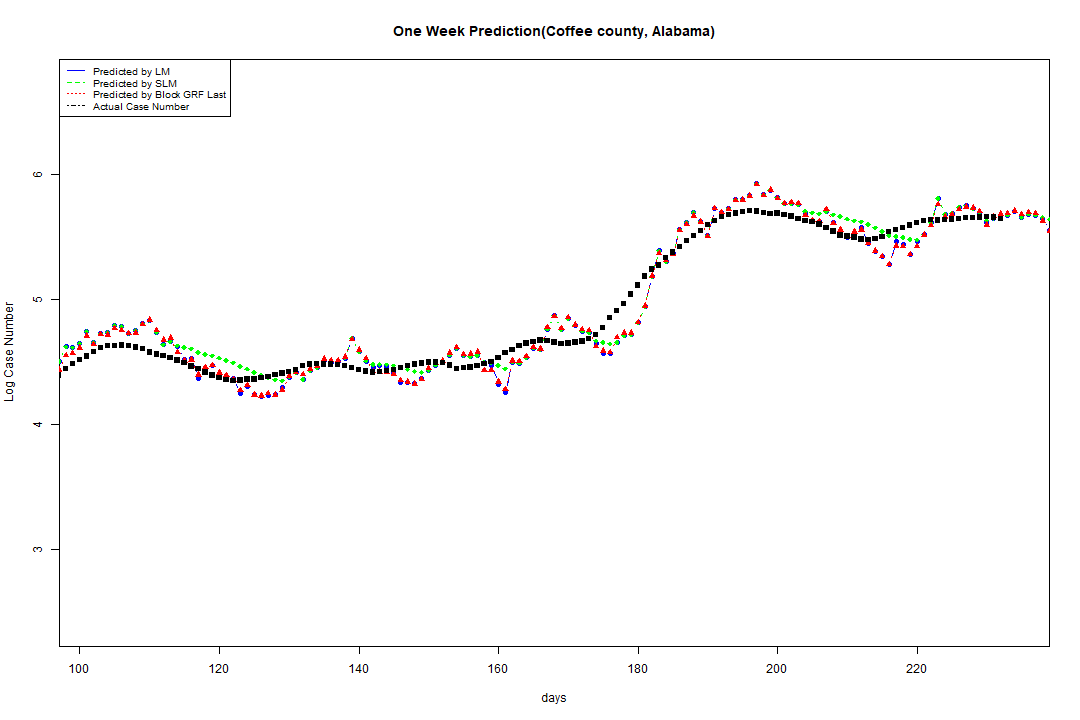 One Week Prediction(Coffee county, Alabama)
Predicted by LM
Predicted by SLM
Predicted by Block GRF Last
Actual Case Number
6
5
4
3
Log Case Number
100 120 140 160 180 200 220
days